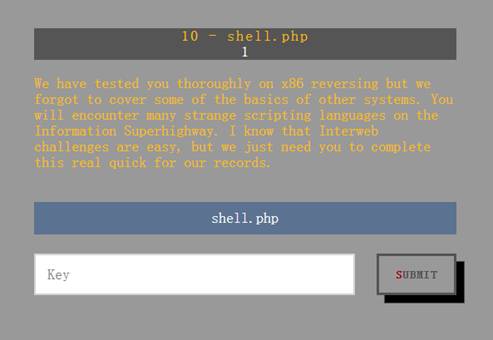 10 - shell.php
1
We have tested you thoroughly on x86 reversing but we
forgot to cover some of the basics of other systems. You
will encounter many strange scripting languages on the
Information Superhighway. I know that Interweb
challenges are easy, but we just need you to complete
this real quick for our records.
shell.php
Key
SUBMIT